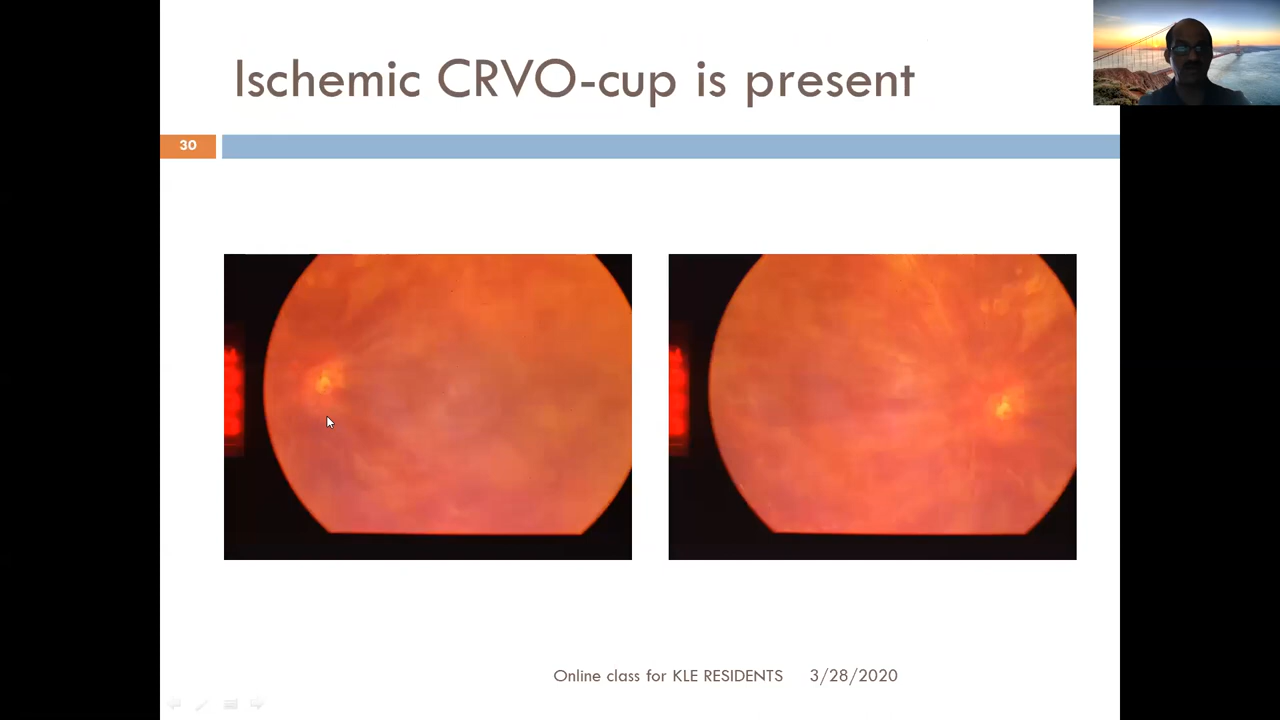 Ischemic CRVO-cup is present
30
Online class for KLE RESIDENTS 3/28/2020